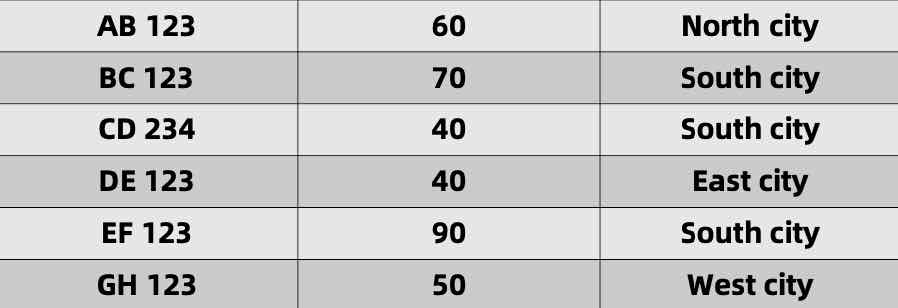 AB 123 60 North city
BC 123 70 South city
CD 234 40 South city
DE 123 40 East city
EF 123 90 South city
GH 123 50 West city